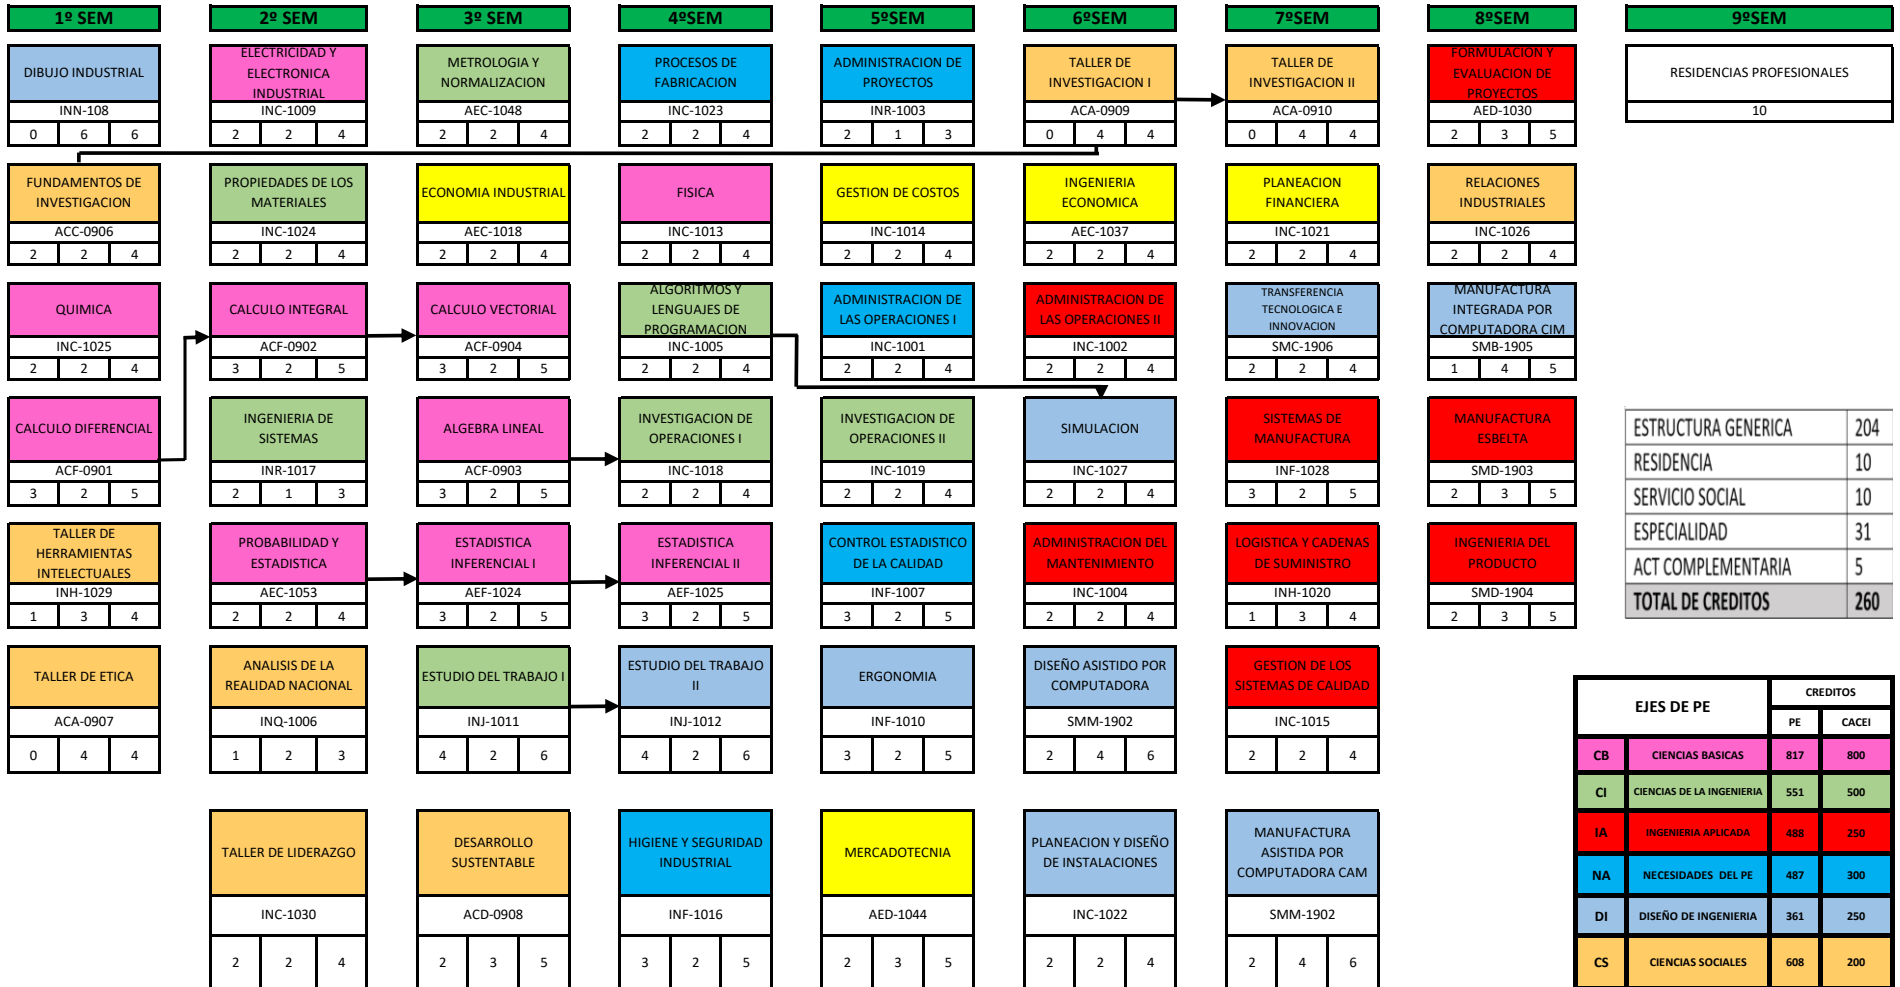 1º SEM 2º SEM 3º SEM 4ºSEM 5ºSEM 6ºSEM 7ºSEM 8ºSEM 9ºSEM
DIBUJO INDUSTRIAL
INN-108
0 6 6
ELECTRICIDAD Y
ELECTRONICA
INDUSTRIAL
INC-1009
2 2 4
METROLOGIA Y
NORMALIZACION
AEC-1048
2 2 4
PROCESOS DE
FABRICACION
INC-1023
2 2 4
ADMINISTRACION DE
PROYECTOS
INR-1003
2 1 3
TALLER DE
INVESTIGACION I
ACA-0909
0 4 4
TALLER DE
INVESTIGACION II
ACA-0910
0 4 4
FORMULACION Y
EVALUACION DE
PROYECTOS
AED-1030
2 3 5
RESIDENCIAS PROFESIONALES
10
FUNDAMENTOS DE
INVESTIGACION
ACC-0906
2 2 4
PROPIEDADES DE LOS
MATERIALES
INC-1024
2 2 4
ECONOMIA INDUSTRIAL
AEC-1018
2 2 4
FISICA
INC-1013
2 2 4
GESTION DE COSTOS
INC-1014
2 2 4
INGENIERIA
ECONOMICA
AEC-1037
2 2 4
PLANEACION
FINANCIERA
INC-1021
2 2 4
RELACIONES
INDUSTRIALES
INC-1026
2 2 4
QUIMICA
INC-1025
2 2 4
CALCULO INTEGRAL
ACF-0902
3 2 5
CALCULO VECTORIAL
ACF-0904
3 2 5
ALGORITMOS Y
LENGUAJES DE
PROGRAMACION
INC-1005
2 2 4
ADMINISTRACION DE
LAS OPERACIONES I
INC-1001
2 2 4
ADMINISTRACION DE
LAS OPERACIONES II
INC-1002
2 2 4
TRANSFERENCIA
TECNOLOGICA E
INNOVACION
SMC-1906
2 2 4
MANUFACTURA
INTEGRADA POR
COMPUTADORA CIM
SMB-1905
1 4 5
CALCULO DIFERENCIAL
ACF-0901
3 2 5
INGENIERIA DE
SISTEMAS
INR-1017
2 1 3
ALGEBRA LINEAL
ACF-0903
3 2 5
INVESTIGACION DE
OPERACIONES I
INC-1018
2 2 4
INVESTIGACION DE
OPERACIONES II
INC-1019
2 2 4
SIMULACION
INC-1027
2 2 4
SISTEMAS DE
MANUFACTURA
INF-1028
3 2 5
MANUFACTURA
ESBELTA
SMD-1903
2 3 5
TALLER DE
HERRAMIENTAS
INTELECTUALES
INH-1029
1 3 4
PROBABILIDAD Y
ESTADISTICA
AEC-1053
2 2 4
ESTADISTICA
INFERENCIAL I
AEF-1024
3 2 5
ESTADISTICA
INFERENCIAL II
AEF-1025
3 2 5
CONTROL ESTADISTICO
DE LA CALIDAD
INF-1007
3 2 5
ADMINISTRACION DEL
MANTENIMIENTO
INC-1004
2 2 4
LOGISTICA Y CADENAS
DE SUMINISTRO
INH-1020
1 3 4
INGENIERIA DEL
PRODUCTO
SMD-1904
2 3 5
TALLER DE ETICA
ACA-0907
0 4 4
ANALISIS DE LA
REALIDAD NACIONAL
INQ-1006
1 2 3
ESTUDIO DEL TRABAJO I
INJ-1011
4 2 6
ESTUDIO DEL TRABAJO
II
INJ-1012
4 2 6
ERGONOMIA
INF-1010
3 2 5
DISEÑO ASISTIDO POR
COMPUTADORA
SMM-1902
2 4 6
GESTION DE LOS
SISTEMAS DE CALIDAD
INC-1015
2 2 4
TALLER DE LIDERAZGO
INC-1030
2 2 4
DESARROLLO
SUSTENTABLE
ACD-0908
2 3 5
HIGIENE Y SEGURIDAD
INDUSTRIAL
INF-1016
3 2 5
MERCADOTECNIA
AED-1044
2 3 5
PLANEACION Y DISEÑO
DE INSTALACIONES
INC-1022
2 2 4
MANUFACTURA
ASISTIDA POR
COMPUTADORA CAM
SMM-1902
2 4 6
ESTRUCTURA GENERICA 204
RESIDENCIA 10
SERVICIO SOCIAL 10
ESPECIALIDAD 31
ACT COMPLEMENTARIA 5
TOTAL DE CREDITOS 260
EJES DE PE CREDITOS
PE CACEI
CB CIENCIAS BASICAS 817 800
CI CIENCIAS DE LA INGENIERIA 551 500
IA INGENIERIA APLICADA 488 250
NA NECESIDADES DEL PE 487 300
DI DISEÑO DE INGENIERIA 361 250
CS CIENCIAS SOCIALES 608 200